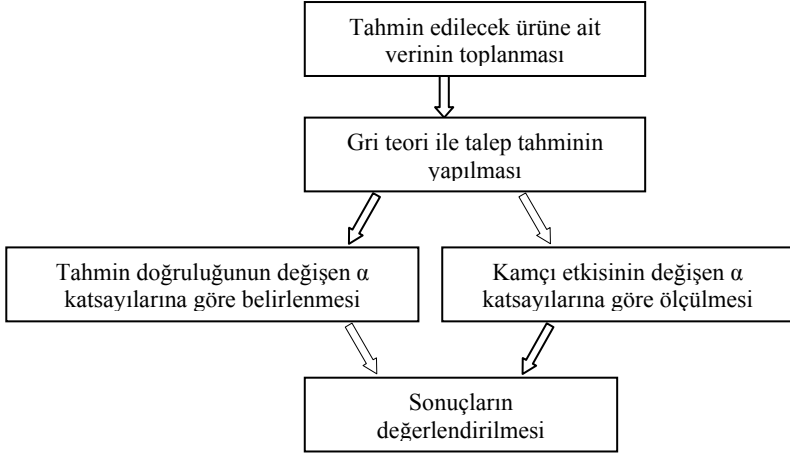 Tahmin edilecek ürüne ait
verinin toplanması
Gri teori ile talep tahminin
yapılması
Tahmin doğruluğunun değişen α
katsayılarına göre belirlenmesi
Kamçı etkisinin değişen α
katsayılarına göre ölçülmesi
Sonuçların
değerlendirilmesi